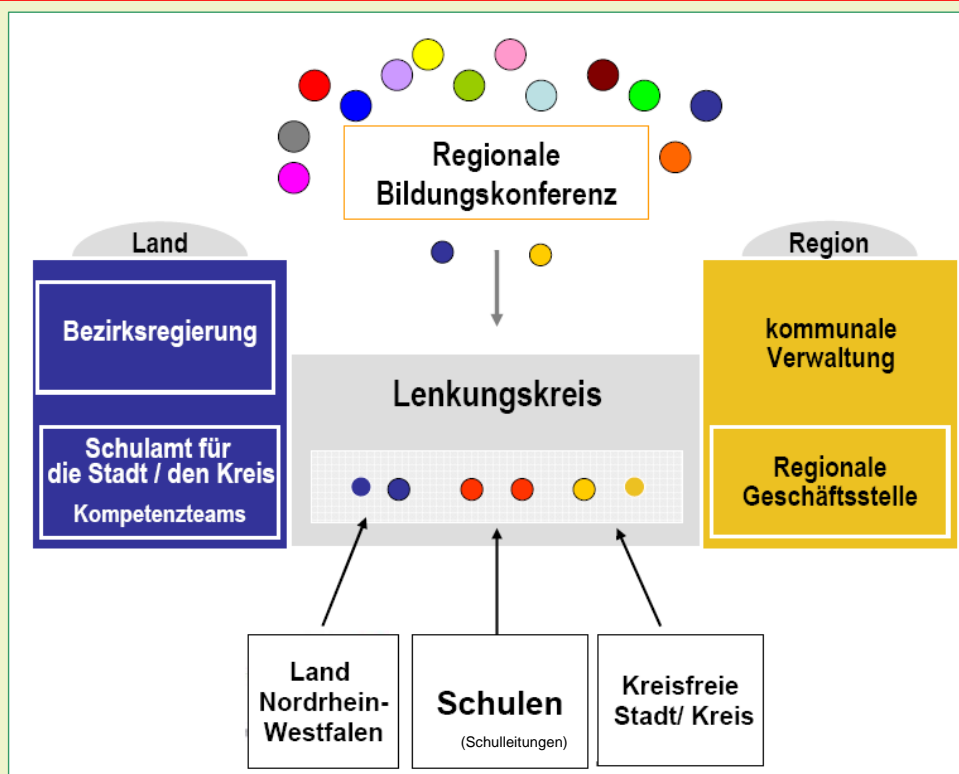 Regionale
Bildungskonferenz
Land
Region
Bezirksregierung
kommunale
Verwaltung
Lenkungskreis
Schulamt für
die Stadt / den Kreis
Kompetenzteams
Regionale
Geschäftsstelle
Land
Nordrhein-
Westfalen
Schulen
(Schulleitungen)
Kreisfreie
Stadt/ Kreis